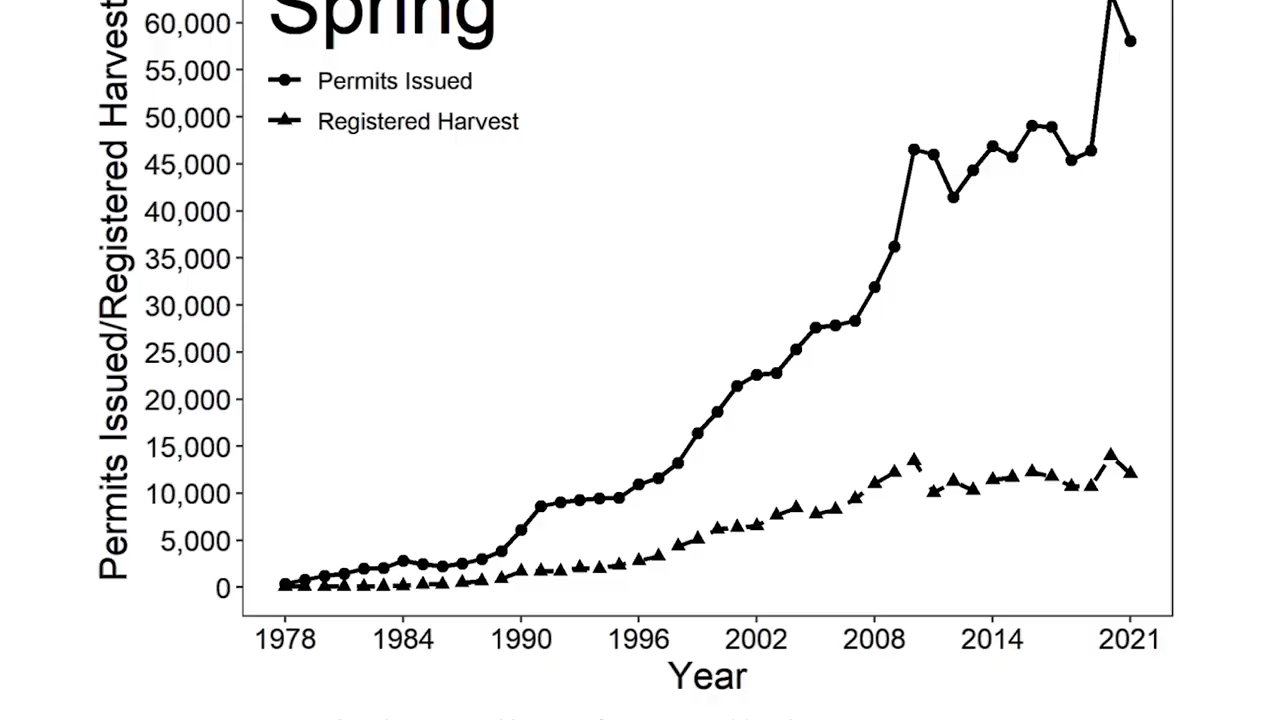 Spring
Permits Issued
Registered Harvest
Permits Issued/Registered Harvest
60,000
55,000
50,000
45,000
40,000
35,000
30,000
25,000
20,000
15,000
10,000
5,000
0
1978 1984 1990 1996 2002 2008 2014 2021
Year